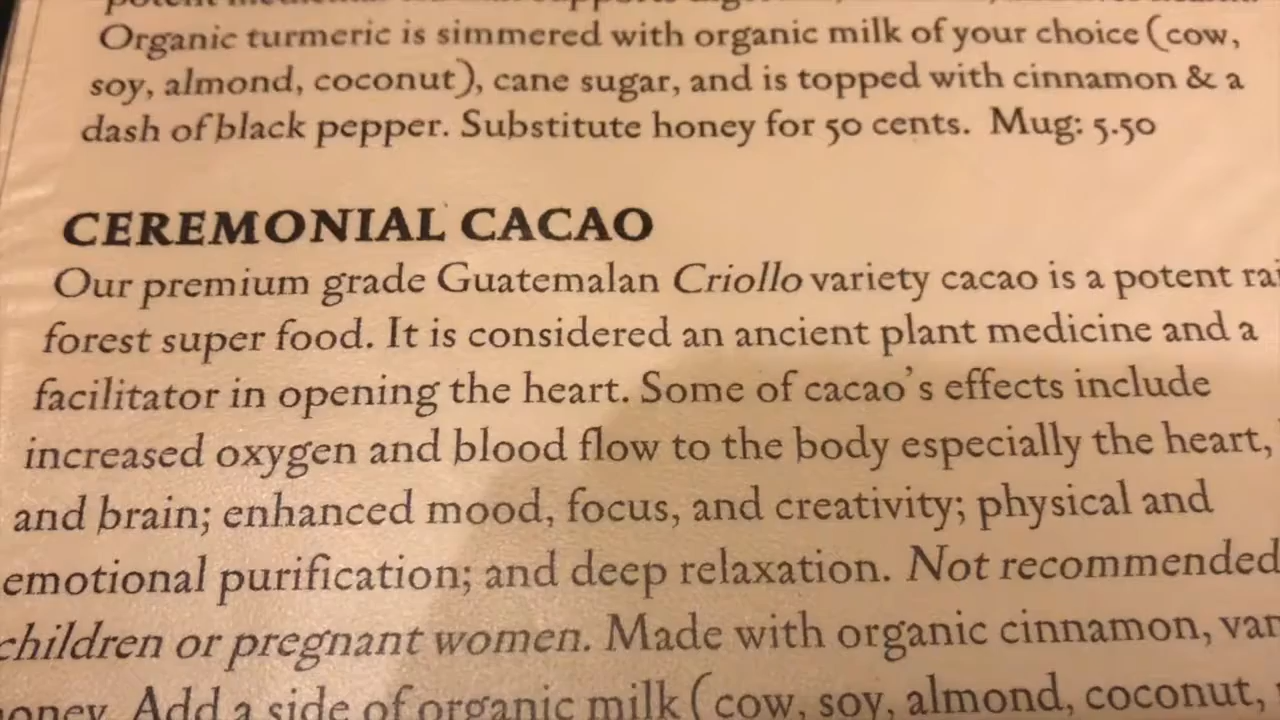 Organic turmeric is simmered with organic milk of your choice (cow,
soy, almond, coconut), cane sugar, and is topped with cinnamon & a
dash of black pepper. Substitute honey for 50 cents. Mug: 5.50
CEREMONIAL CACAO
Our premium grade Guatemalan Criollo variety cacao is a potent rai
forest super food. It is considered an ancient plant medicine and a
facilitator in opening the heart. Some of cacao's effects include
increased oxygen and blood flow to the body especially the heart,
and brain; enhanced mood, focus, and creativity; physical and
emotional purification; and deep relaxation. Not recommended
children or pregnant women. Made with organic cinnamon, van
oney. Add a side of organic milk (cow, soy, almond, coconut,